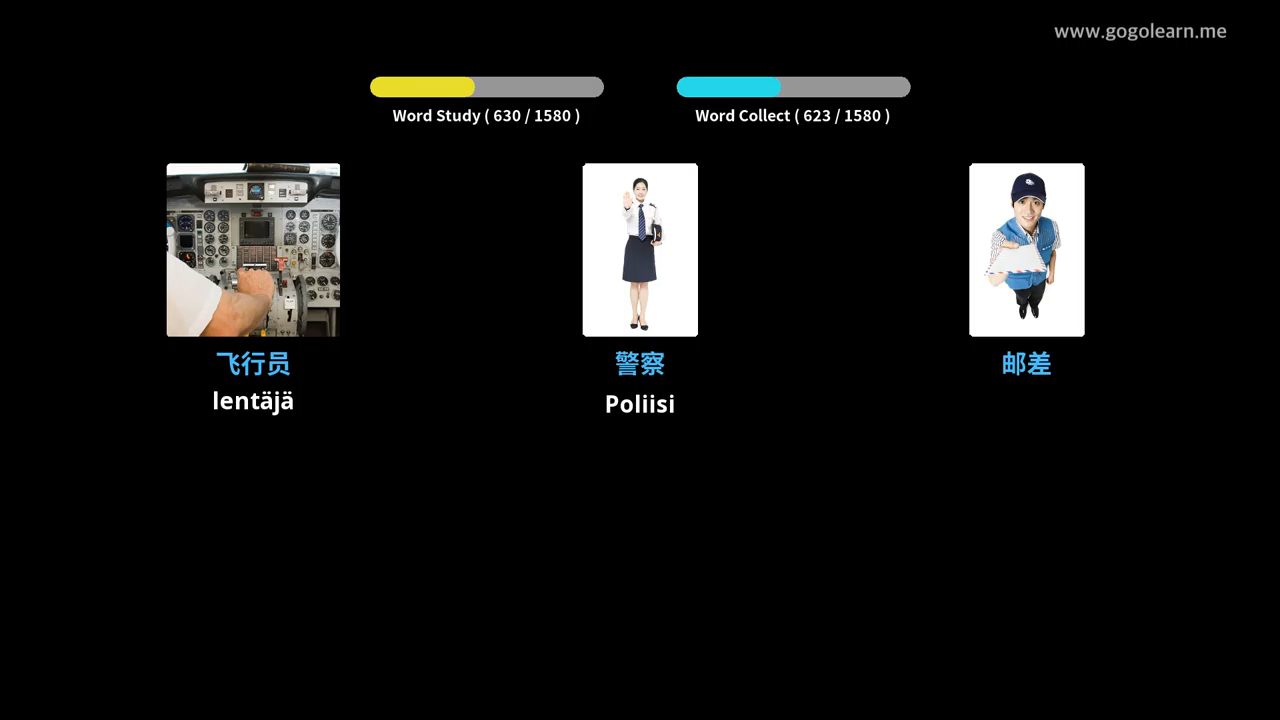 www.gogolearn.me
Word Study ( 630 / 1580 )
Word Collect ( 623 / 1580 )
飞行员
警察
邮差
lentäjä
Poliisi